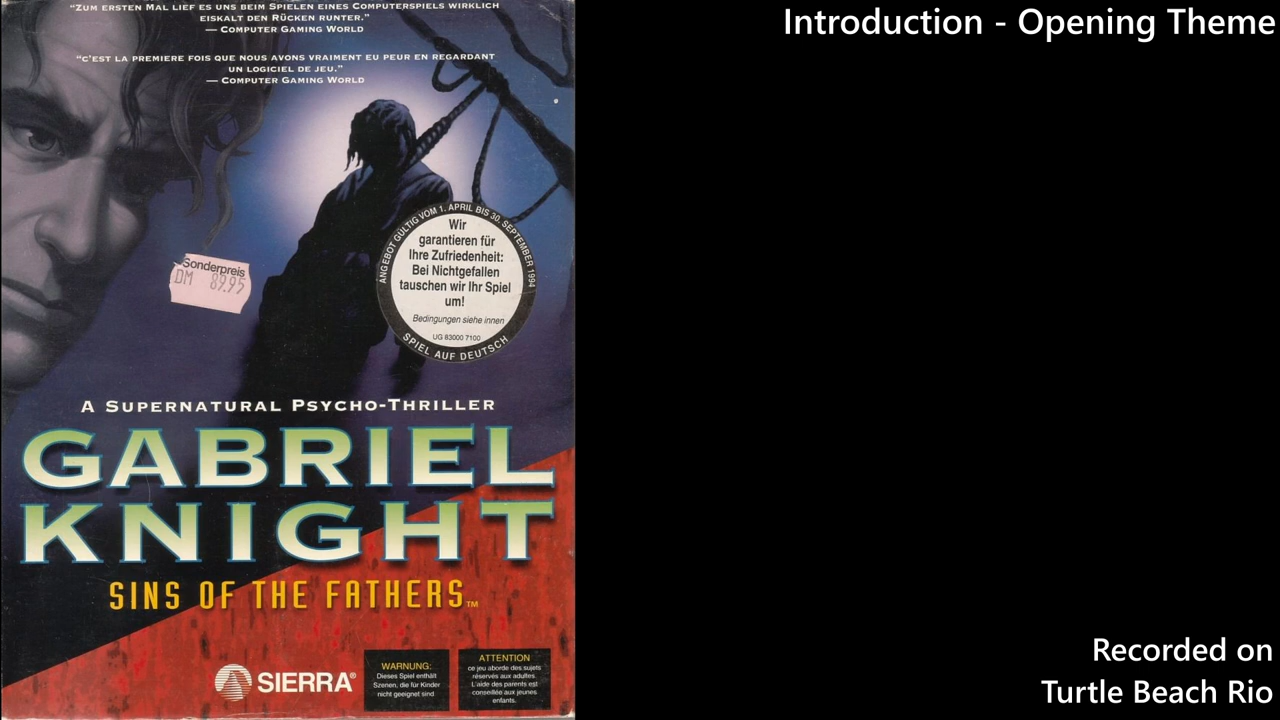 "ZUM ERSTEN MAL LIEF ES UNS BEIM SPIELEN EINES COMPUTERSPIELS WIRKLICH
EISKALT DEN RÜCKEN RUNTER."
— COMPUTER GAMING WORLD
"C'EST LA PREMIERE FOIS QUE NOUS AVONS VRAIMENT EU PEUR EN REGARDANT
UN LOGICIEL DE JEU."
— COMPUTER GAMING WORLD
Introduction - Opening Theme
Sonderpreis
DM 89.95
ANGEBOT GÜLTIG VOM 1. APRIL BIS 30. SEPTEMBER 1994
Wir
garantieren für
Ihre Zufriedenheit:
Bei Nichtgefallen
tauschen wir Ihr Spiel
um!
Bedingungen siehe innen
UG 83000 7100
SPIEL AUF DEUTSCH
A SUPERNATURAL PSYCHO-THRILLER
GABRIEL
KNIGHT
SINS OF THE FATHERS™
SIERRA®
WARNUNG:
Dieses Spiel enthält
Szenen, die für Kinder
nicht geeignet sind
ATTENTION
ce jeu aborde des sujets
réservés aux adultes.
L'aide des parents est
conseillée aux jeunes
enfants.
Recorded on
Turtle Beach Rio